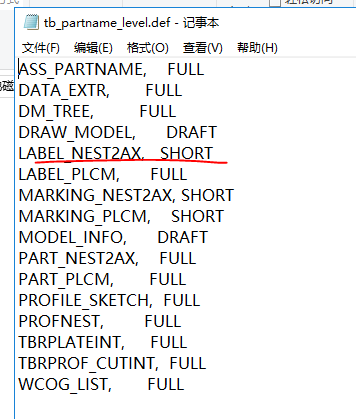 tb_partname_level.def - 记事本
文件(F) 编辑(E) 格式(O) 查看(V) 帮助(H)
ASS_PARTNAME, FULL
DATA_EXTR, FULL
DM_TREE, FULL
DRAW_MODEL, DRAFT
LABEL_NEST2AX, SHORT
LABEL_PLCM, FULL
MARKING_NEST2AX, SHORT
MARKING_PLCM, SHORT
MODEL_INFO, DRAFT
PART_NEST2AX, FULL
PART_PLCM, FULL
PROFILE_SKETCH, FULL
PROFNEST, FULL
TBRPLATEINT, FULL
TBRPROF_CUTINT, FULL
WCOG_LIST, FULL